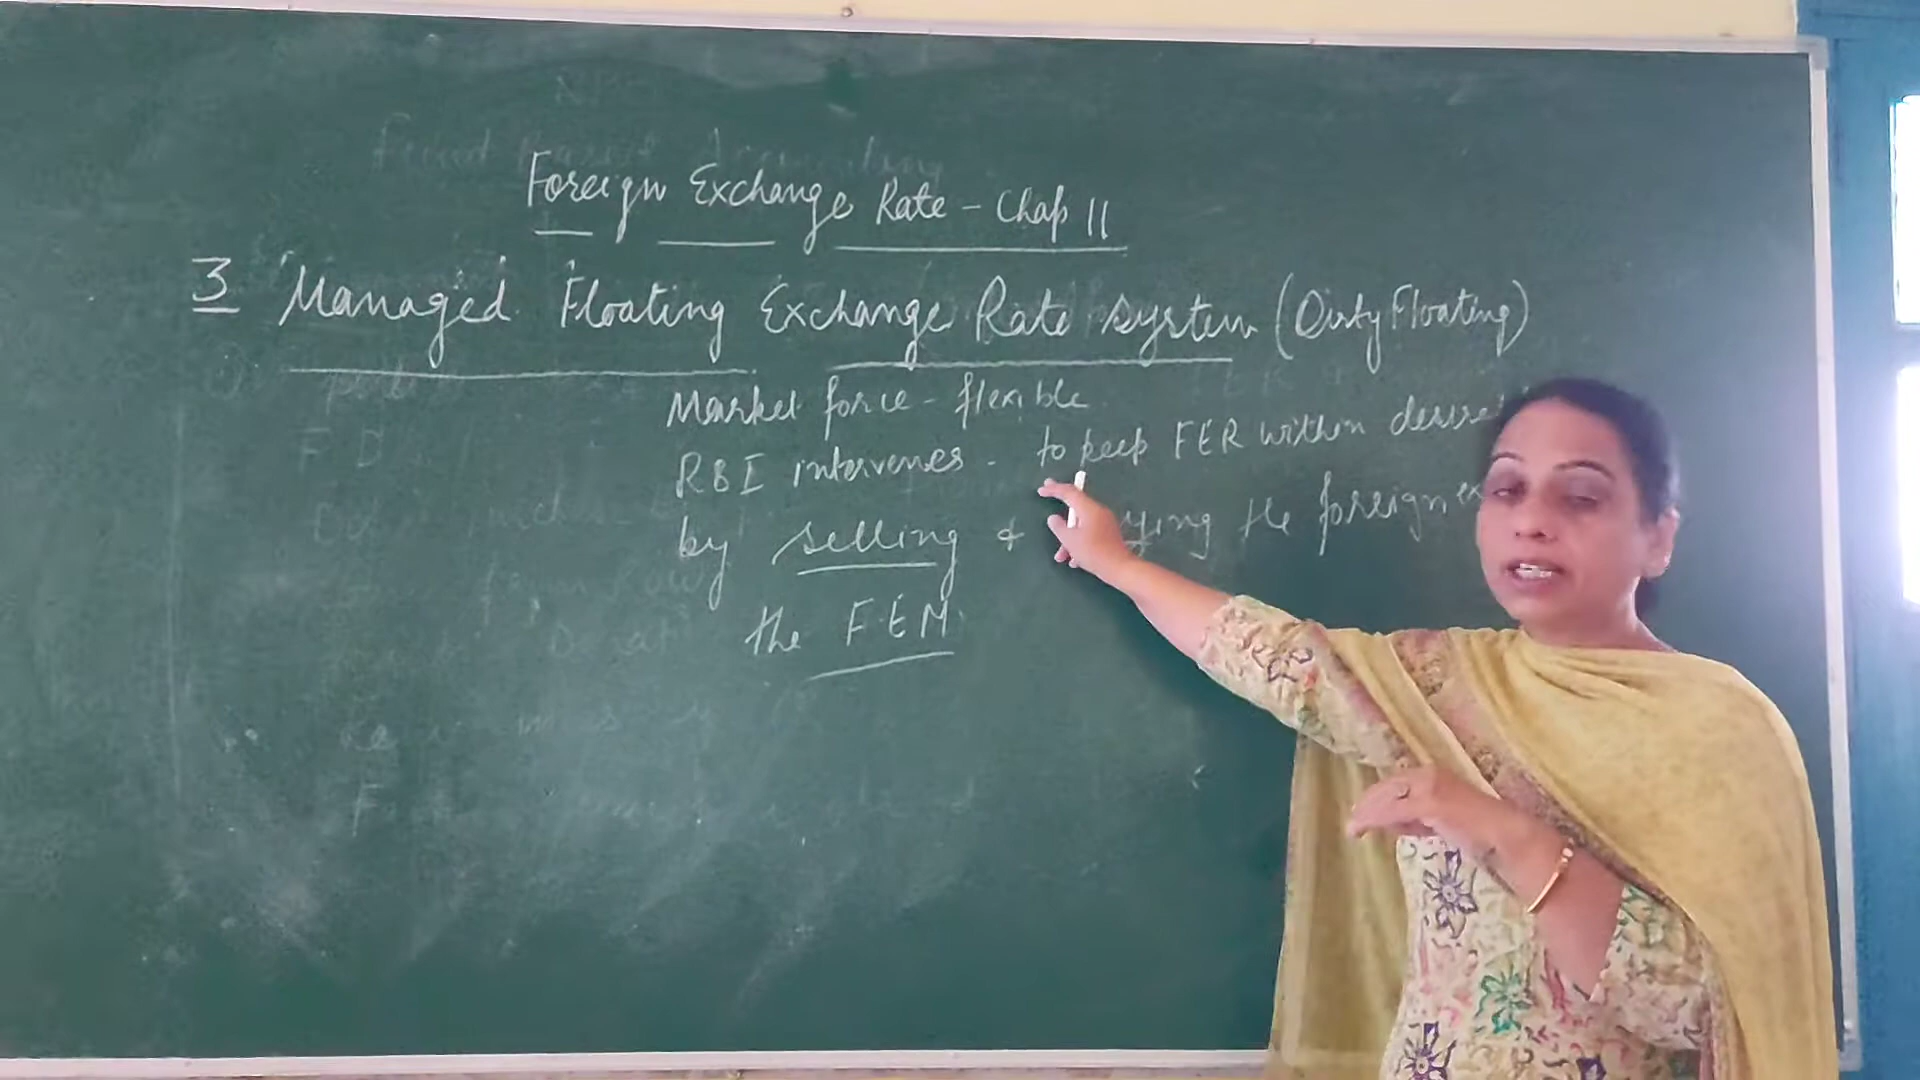 Foreign Exchange Rate - Chap 11
3 Managed Floating Exchange Rate system (Dirty Floating)
Market force - flexible
RBI intervenes - to keep FER within
by selling & the foreign
the F.E.M.